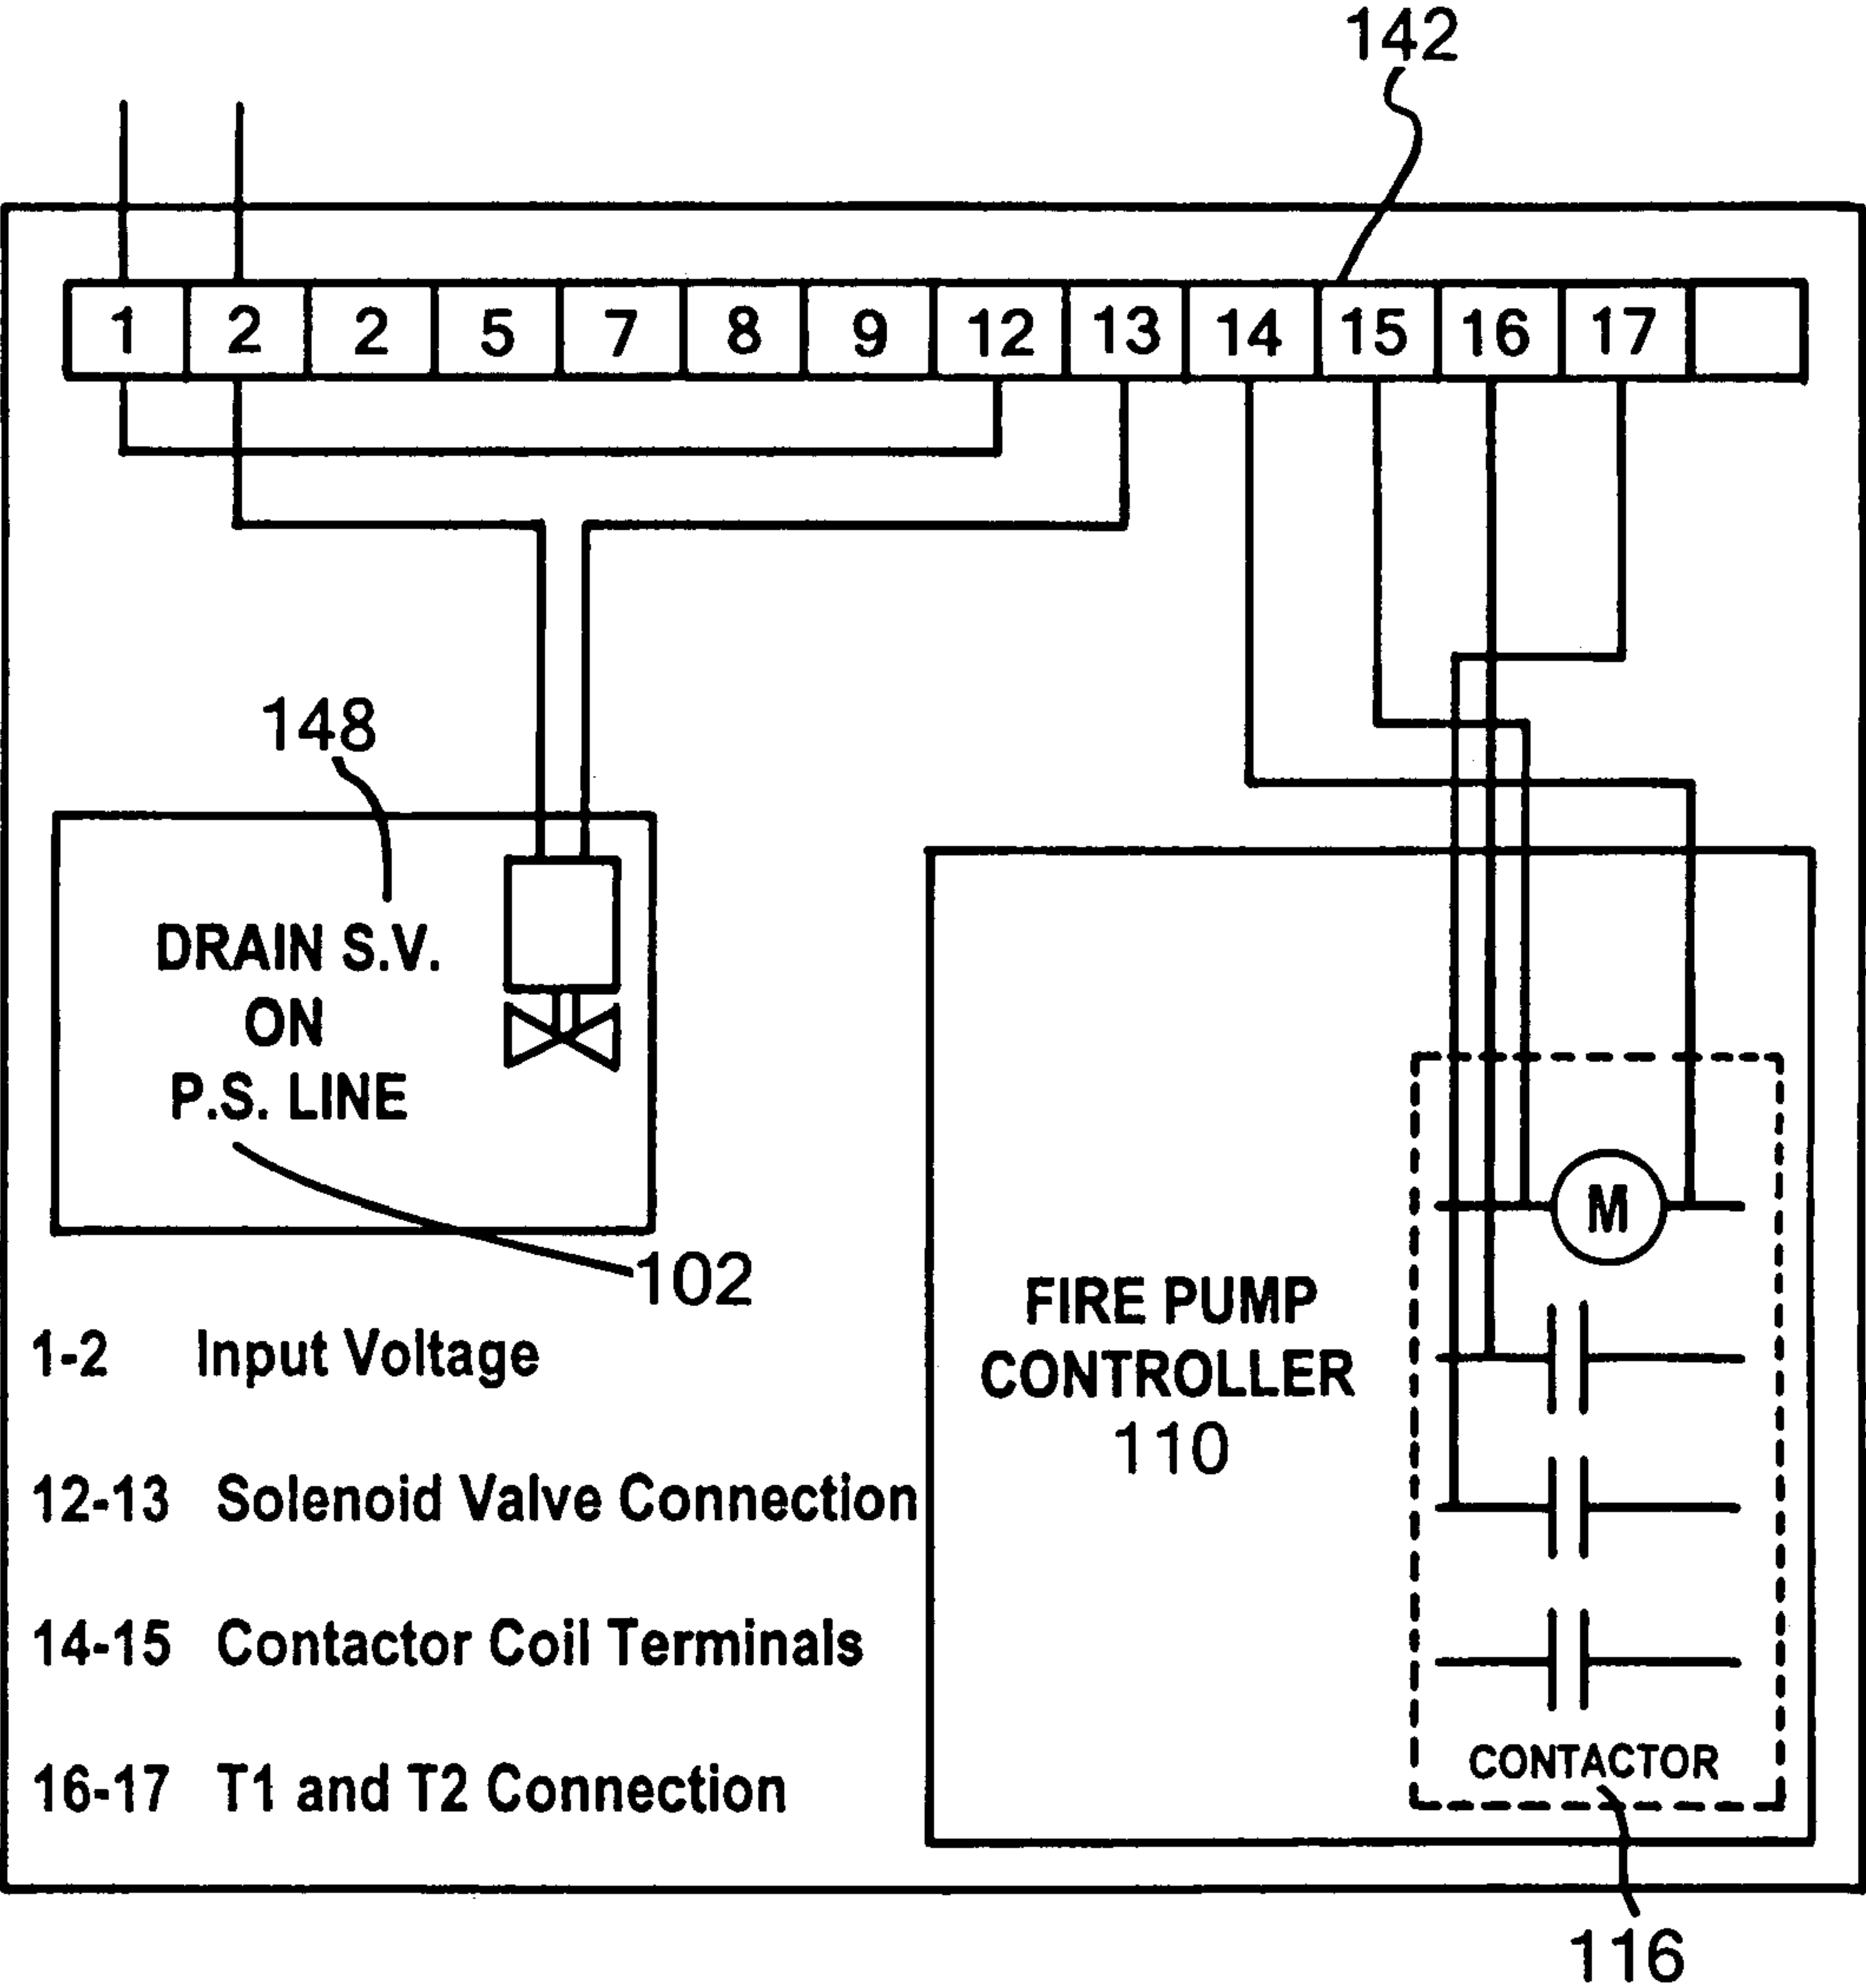 142
1 2 2 5 7 8 9 12 13 14 15 16 17
148
DRAIN S.V.
ON
P.S. LINE
102
M
FIRE PUMP
CONTROLLER
110
1-2 Input Voltage
12-13 Solenoid Valve Connection
14-15 Contactor Coil Terminals
16-17 T1 and T2 Connection
CONTACTOR
116